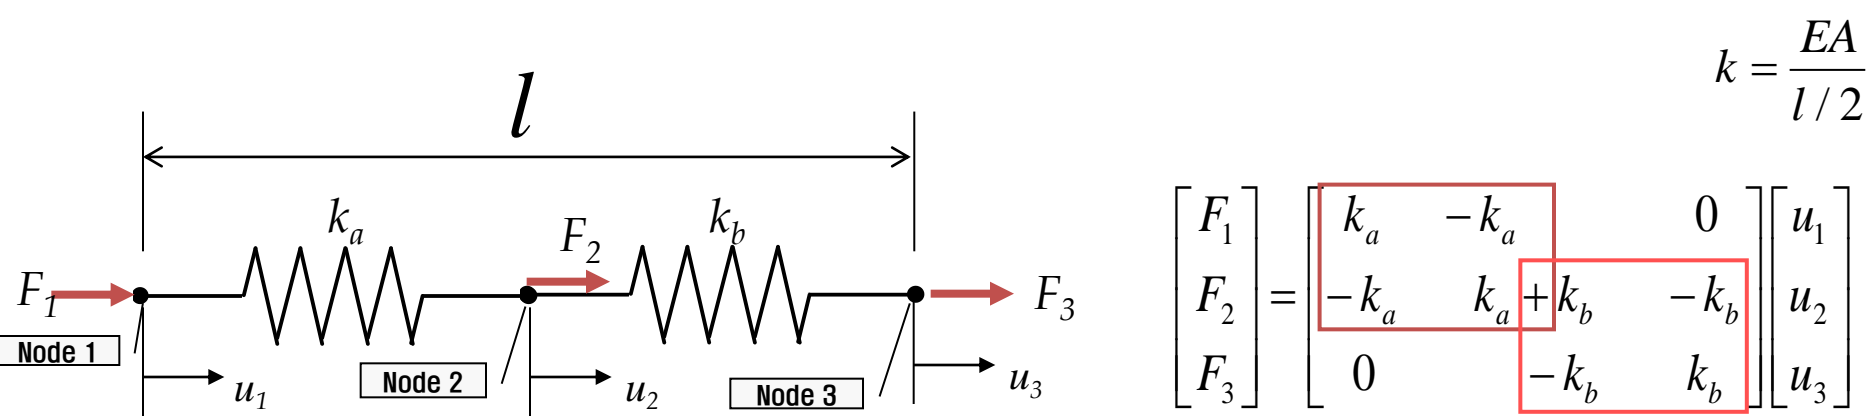 k = EA / l / 2
l
k_a
F_2
k_b
F_1
F_3
Node 1
Node 2
Node 3
u_1
u_2
u_3
[F_1] [k_a -k_a 0] [u_1]
[F_2] = [-k_a k_a + k_b -k_b] [u_2]
[F_3] [0 -k_b k_b] [u_3]